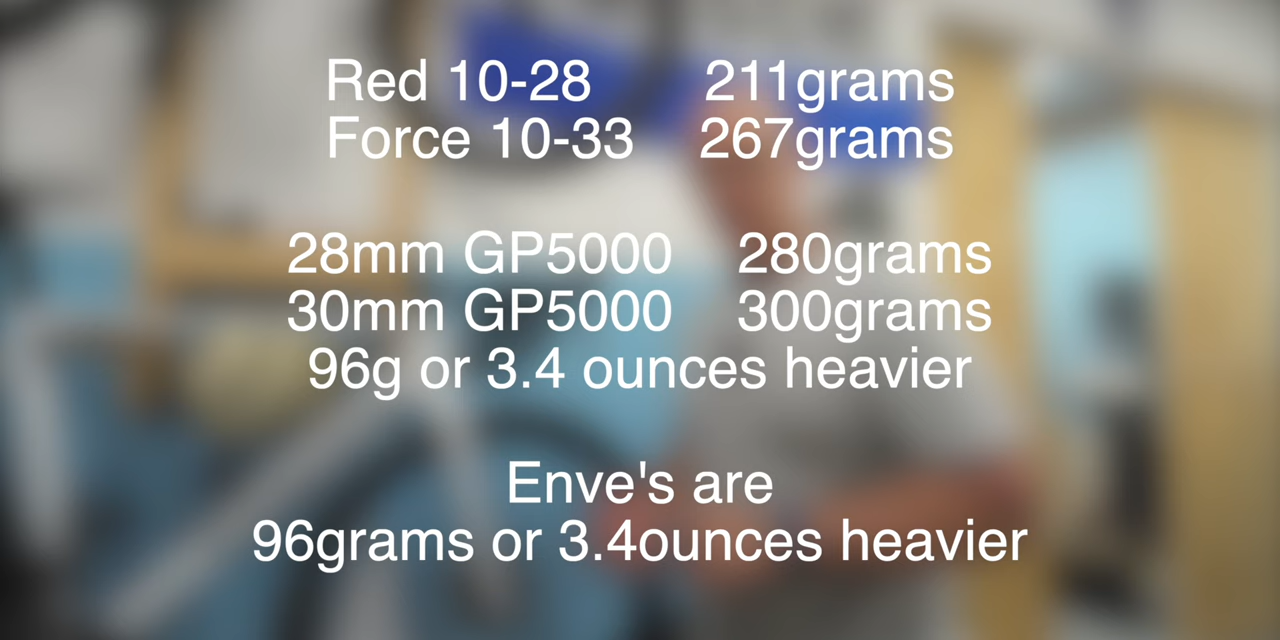 Red 10-28 211grams
Force 10-33 267grams
28mm GP5000 280grams
30mm GP5000 300grams
96g or 3.4 ounces heavier
Enve's are
96grams or 3.4ounces heavier